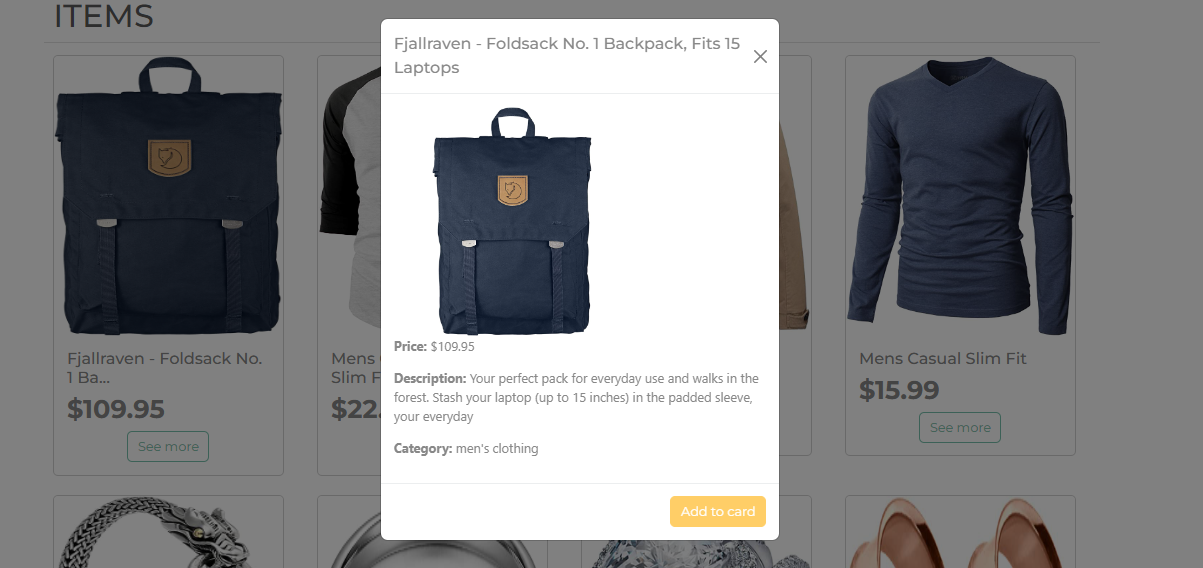 ITEMS
Fjallraven - Foldsack No. 1 Backpack, Fits 15
Laptops
Price: $109.95
Description: Your perfect pack for everyday use and walks in the
forest. Stash your laptop (up to 15 inches) in the padded sleeve,
your everyday
Category: men's clothing
Add to card
Fjallraven - Foldsack No.
1 Ba...
$109.95
See more
Mens
Slim F
$22.
Mens Casual Slim Fit
$15.99
See more